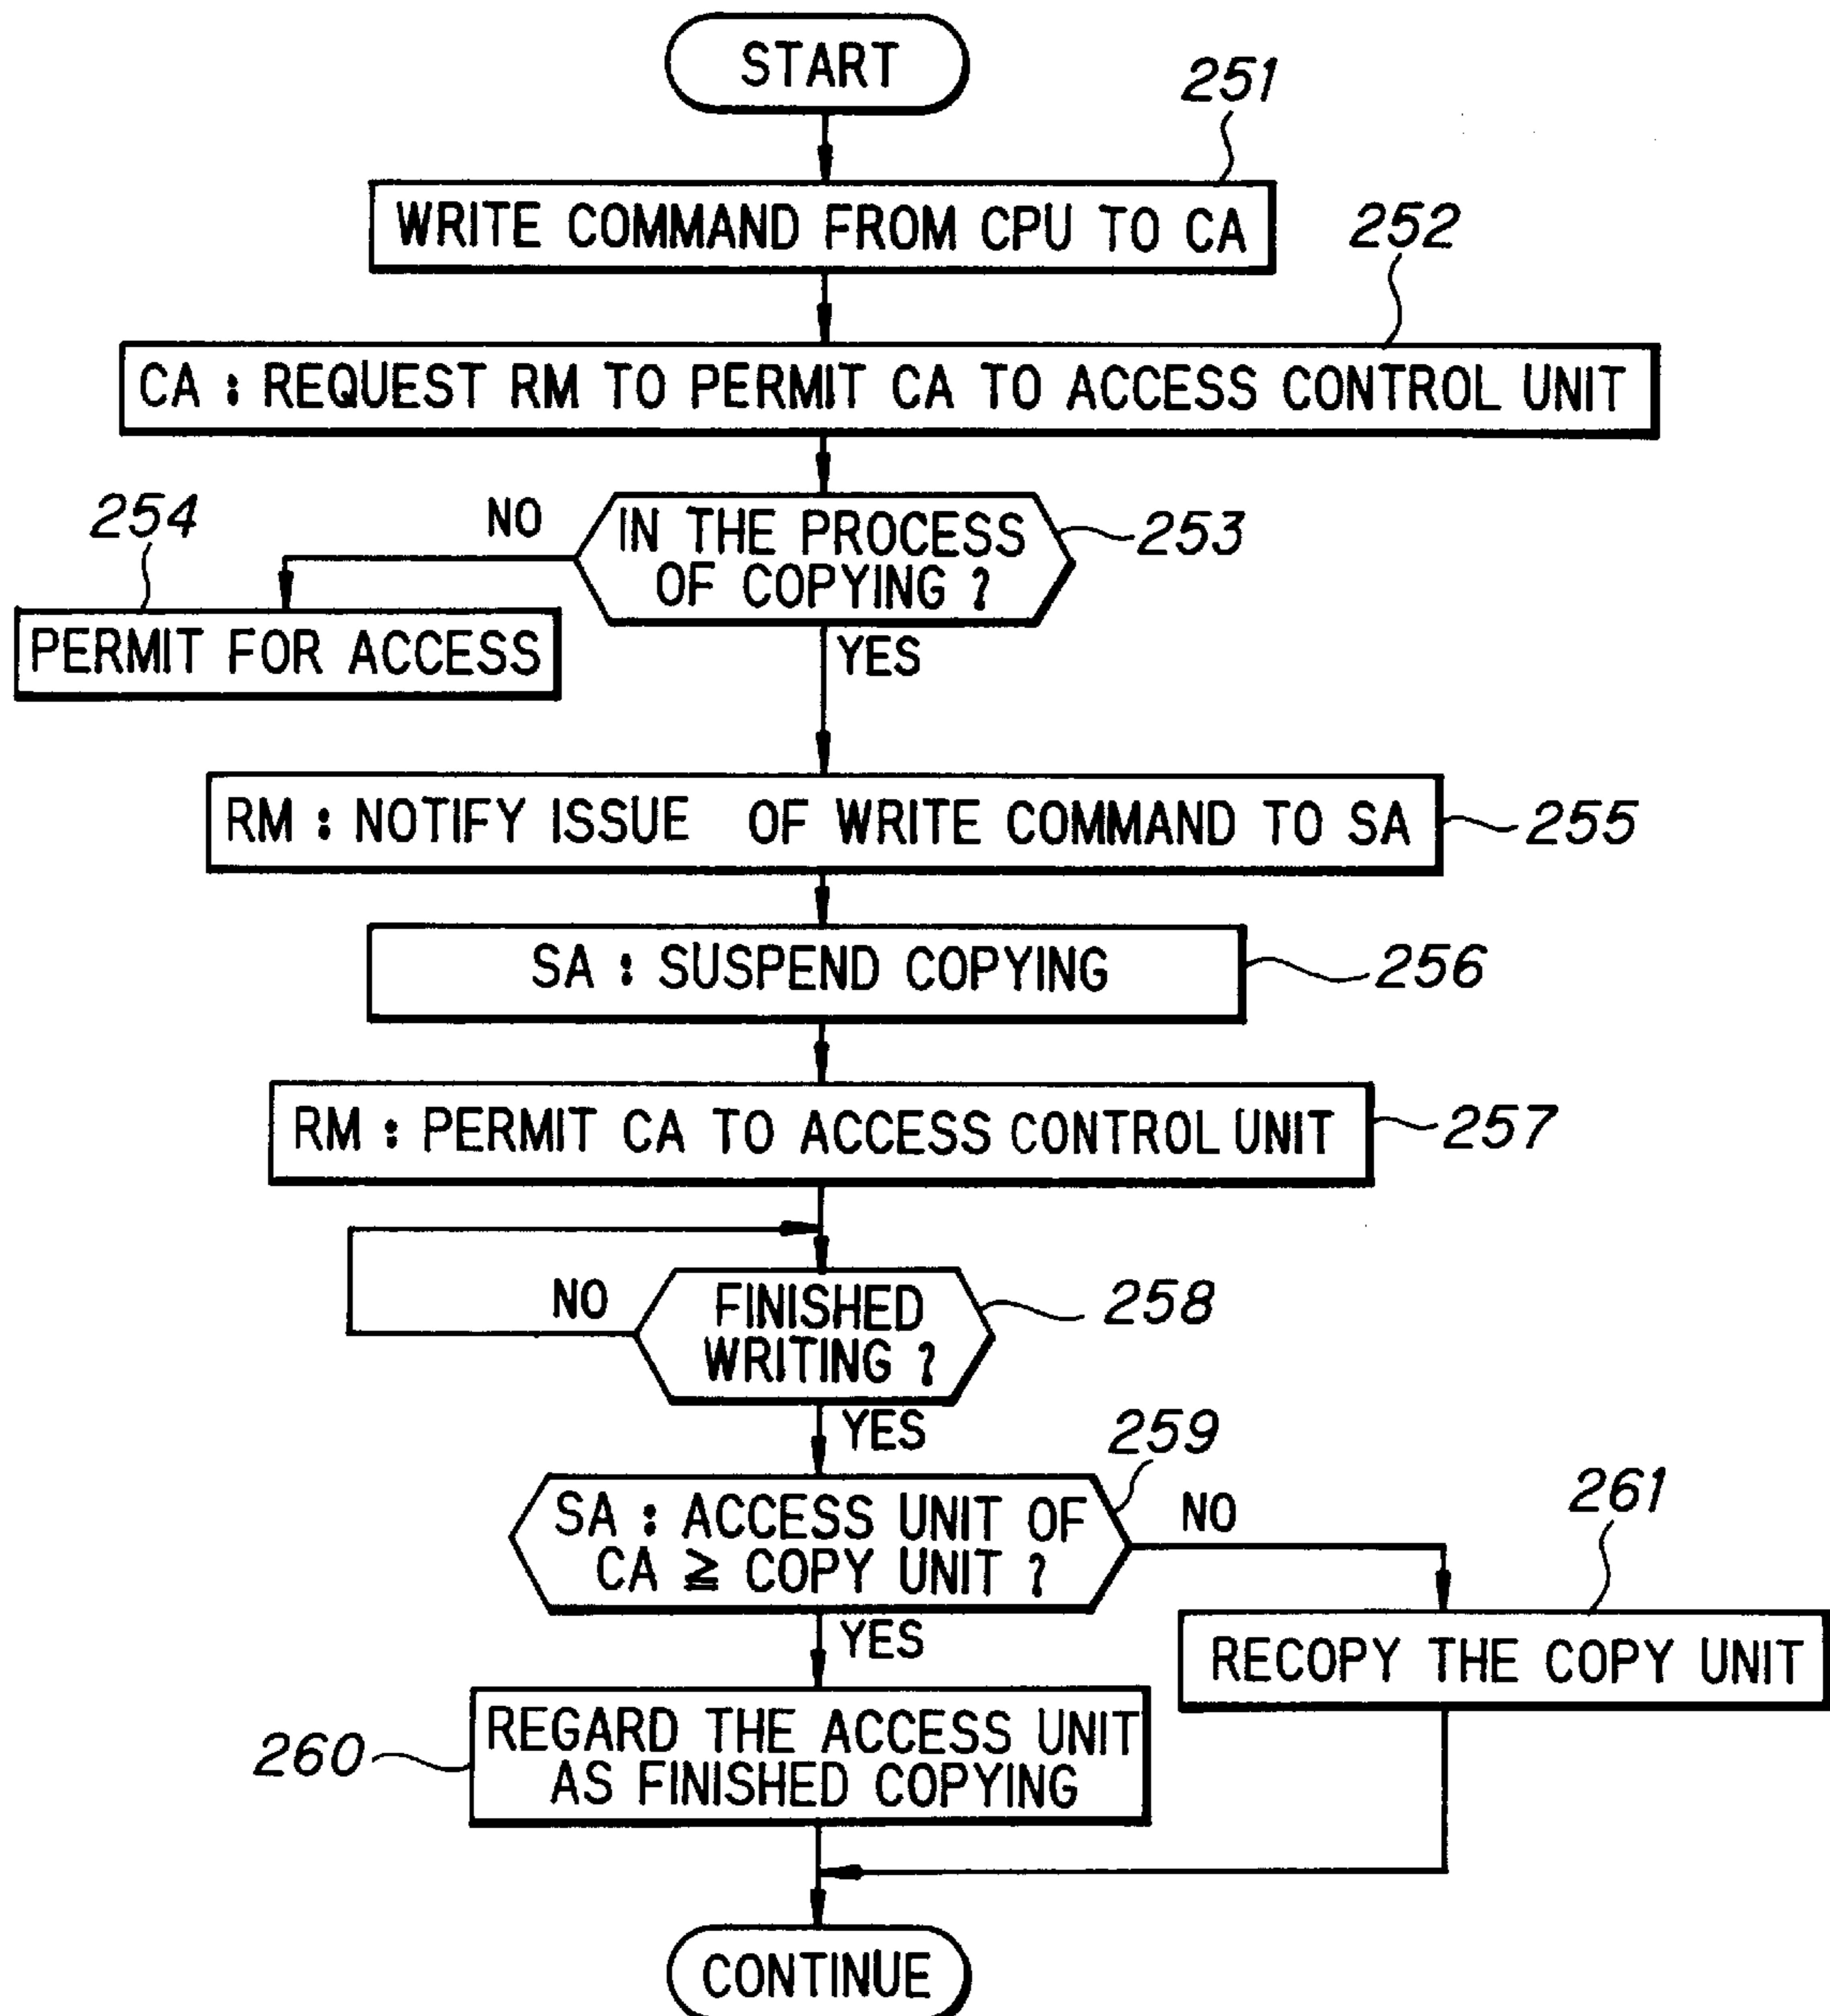 START
251
WRITE COMMAND FROM CPU TO CA
252
CA : REQUEST RM TO PERMIT CA TO ACCESS CONTROL UNIT
254
NO
IN THE PROCESS
OF COPYING ?
253
PERMIT FOR ACCESS
YES
RM : NOTIFY ISSUE OF WRITE COMMAND TO SA
255
SA : SUSPEND COPYING
256
RM : PERMIT CA TO ACCESS CONTROL UNIT
257
NO
FINISHED
WRITING ?
258
YES
259
SA : ACCESS UNIT OF
CA ≧ COPY UNIT ?
NO
261
YES
RECOPY THE COPY UNIT
260
REGARD THE ACCESS UNIT
AS FINISHED COPYING
CONTINUE